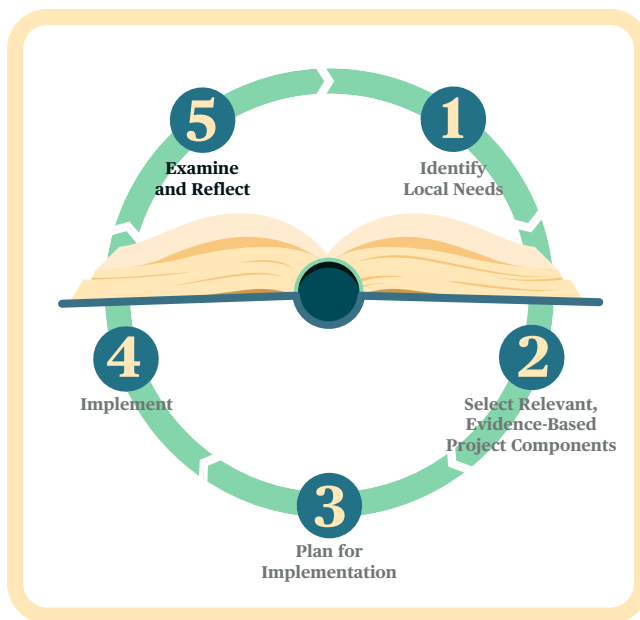 1
Identify
Local Needs
2
Select Relevant,
Evidence-Based
Project Components
3
Plan for
Implementation
4
Implement
5
Examine
and Reflect